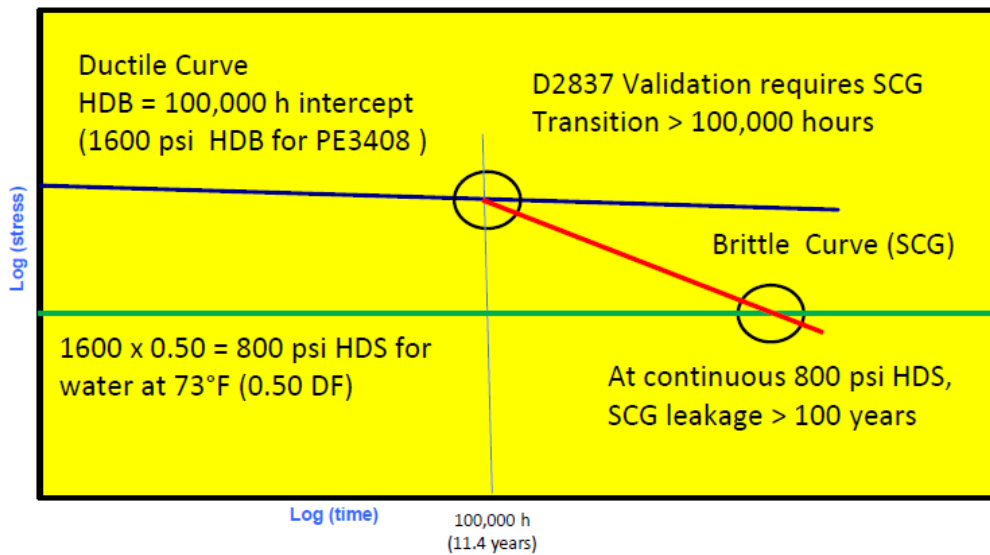 Ductile Curve
HDB = 100,000 h intercept
(1600 psi  HDB for PE3408 )
D2837 Validation requires SCG
Transition > 100,000 hours
Log (stress)
Brittle  Curve (SCG)
1600 x 0.50 = 800 psi HDS for
water at 73°F (0.50 DF)
At continuous 800 psi HDS,
SCG leakage > 100 years
Log (time)
100,000 h
(11.4 years)